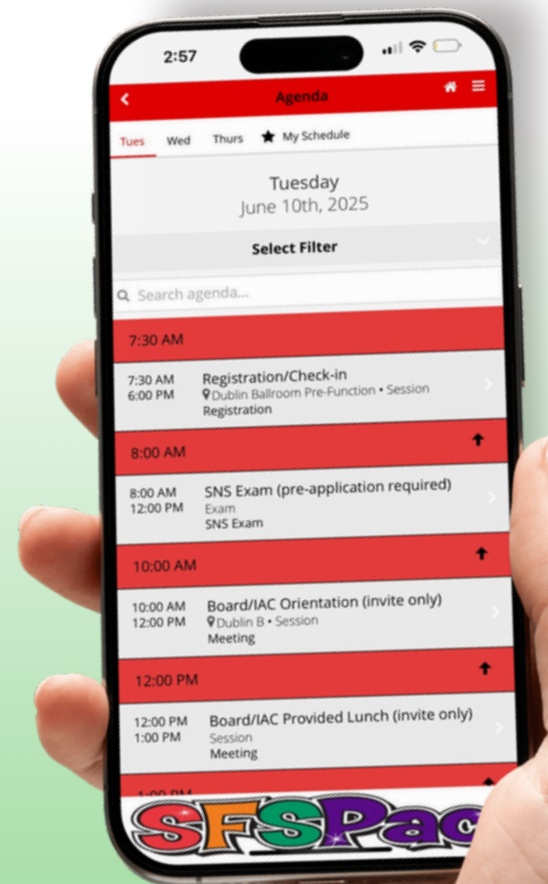 2:57
Agenda
Tues Wed Thurs My Schedule
Tuesday
June 10th, 2025
Select Filter
Search agenda...
7:30 AM
7:30 AM Registration/Check-in
6:00 PM Dublin Ballroom Pre-Function • Session
Registration
8:00 AM
8:00 AM SNS Exam (pre-application required)
12:00 PM Exam
SNS Exam
10:00 AM
10:00 AM Board/IAC Orientation (invite only)
12:00 PM Dublin B • Session
Meeting
12:00 PM
12:00 PM Board/IAC Provided Lunch (invite only)
1:00 PM Session
Meeting
1:00 PM
SFSPac